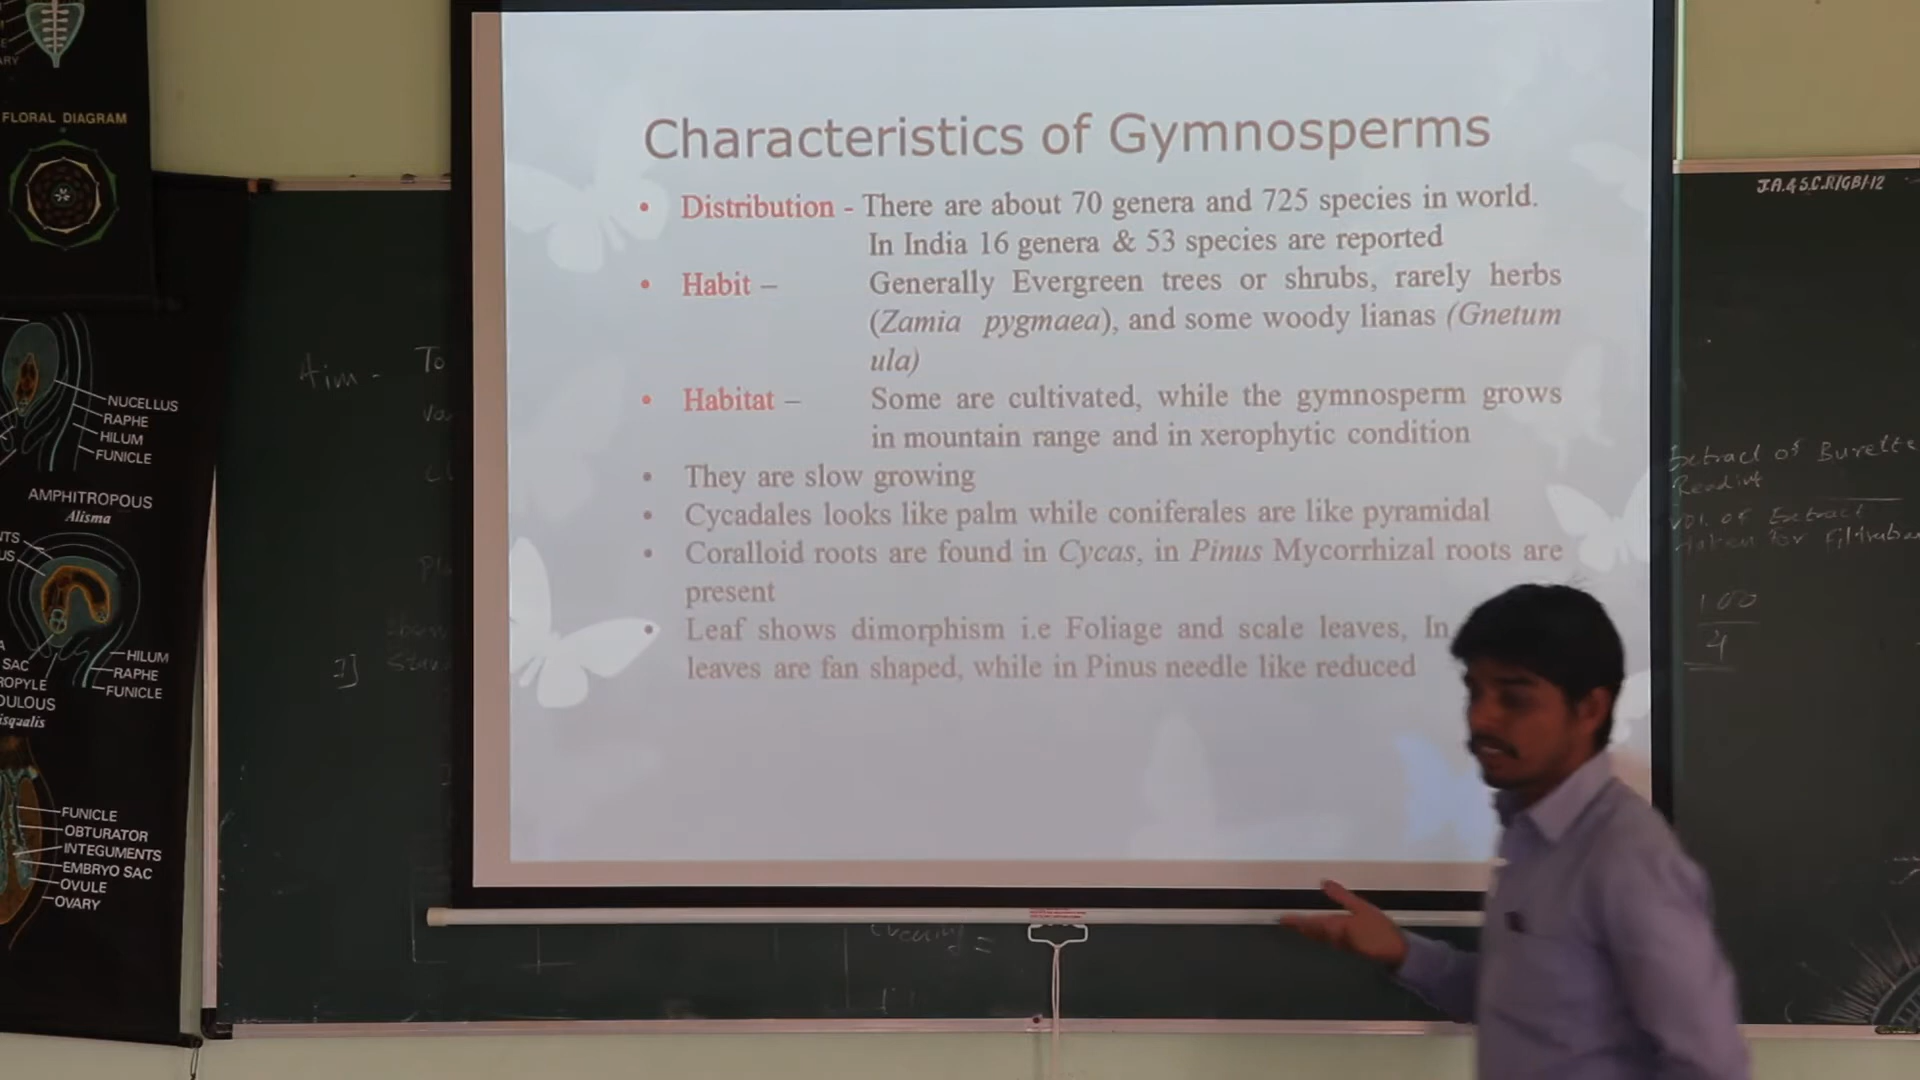 ARY
FLORAL DIAGRAM
NUCELLUS
RAPHE
HILUM
FUNICLE
AMPHITROPOUS
Alisma
HILUM
RAPHE
FUNICLE
SAC
FUNICLE
OBTURATOR
INTEGUMENTS
EMBRYO SAC
OVULE
OVARY
Aim - To
1]
Characteristics of Gymnosperms
• Distribution - There are about 70 genera and 725 species in world.
In India 16 genera & 53 species are reported
• Habit – Generally Evergreen trees or shrubs, rarely herbs
(Zamia pygmaea), and some woody lianas (Gnetum
ula)
• Habitat – Some are cultivated, while the gymnosperm grows
in mountain range and in xerophytic condition
• They are slow growing
• Cycadales looks like palm while coniferales are like pyramidal
• Coralloid roots are found in Cycas, in Pinus Mycorrhizal roots are
present
• Leaf shows dimorphism i.e Foliage and scale leaves, In
leaves are fan shaped, while in Pinus needle like reduced
J.A.& S.C.R/GB/-12
Extract of Burette
Vol. of Extract
100
4